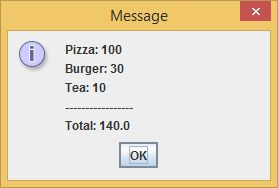 Message
Pizza: 100
Burger: 30
Tea: 10
-----------------
Total: 140.0
OK